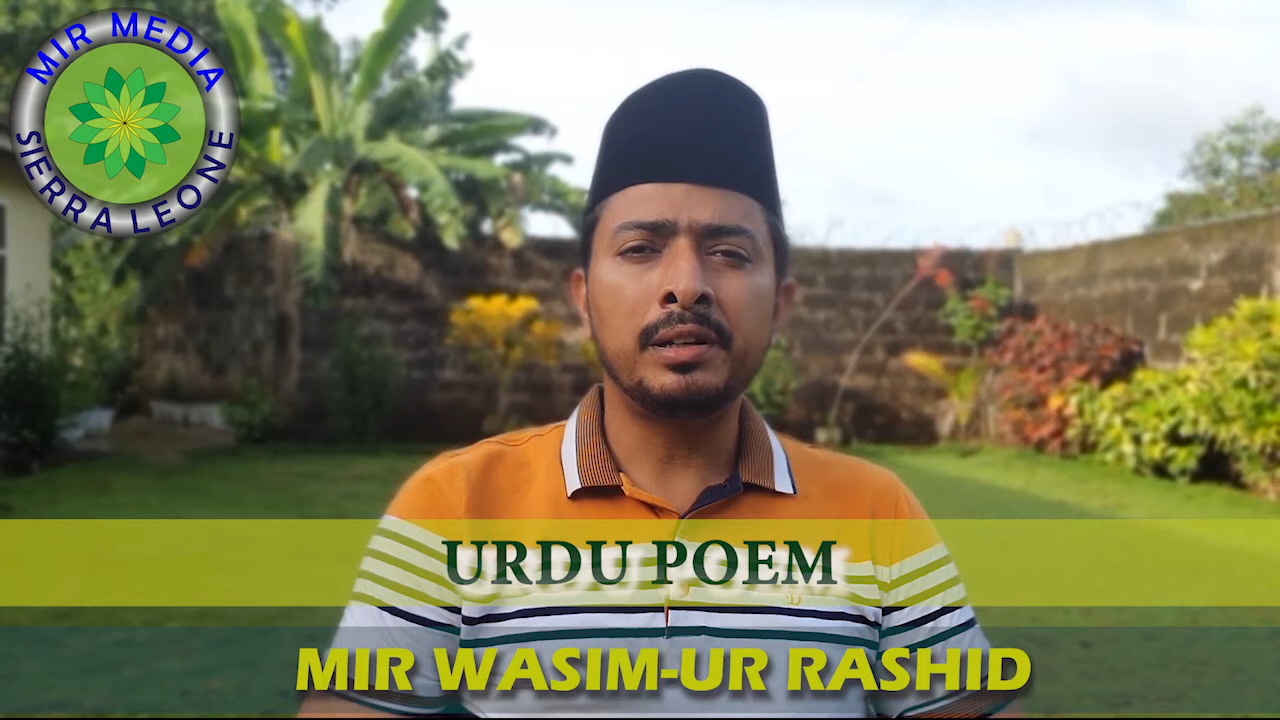 MIR MEDIA
SIERRA LEONE
URDU POEM
MIR WASIM-UR RASHID